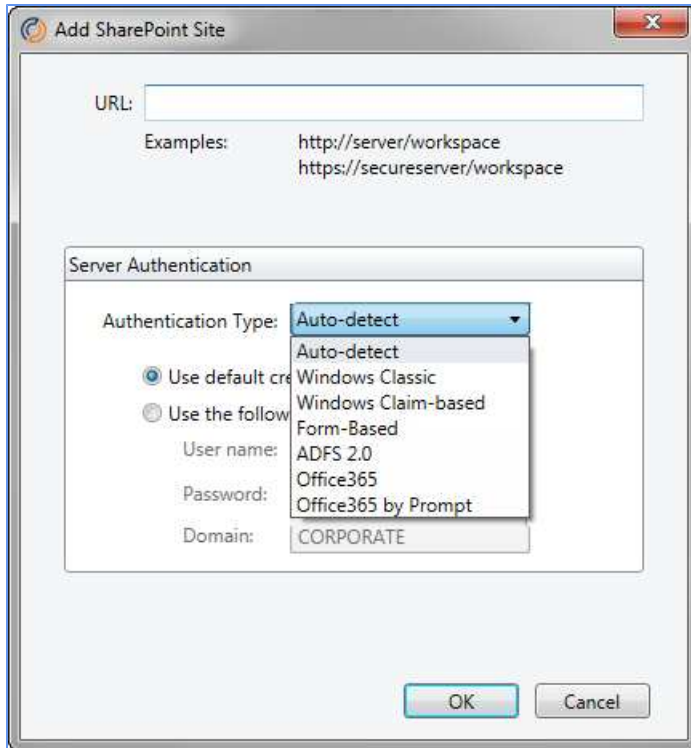 Add SharePoint Site
URL:
Examples: http://server/workspace
https://secureserver/workspace
Server Authentication
Authentication Type: Auto-detect
Auto-detect
Use default cre
Windows Classic
Windows Claim-based
Use the follow
Form-Based
User name:
ADFS 2.0
Office365
Password:
Office365 by Prompt
Domain: CORPORATE
OK Cancel